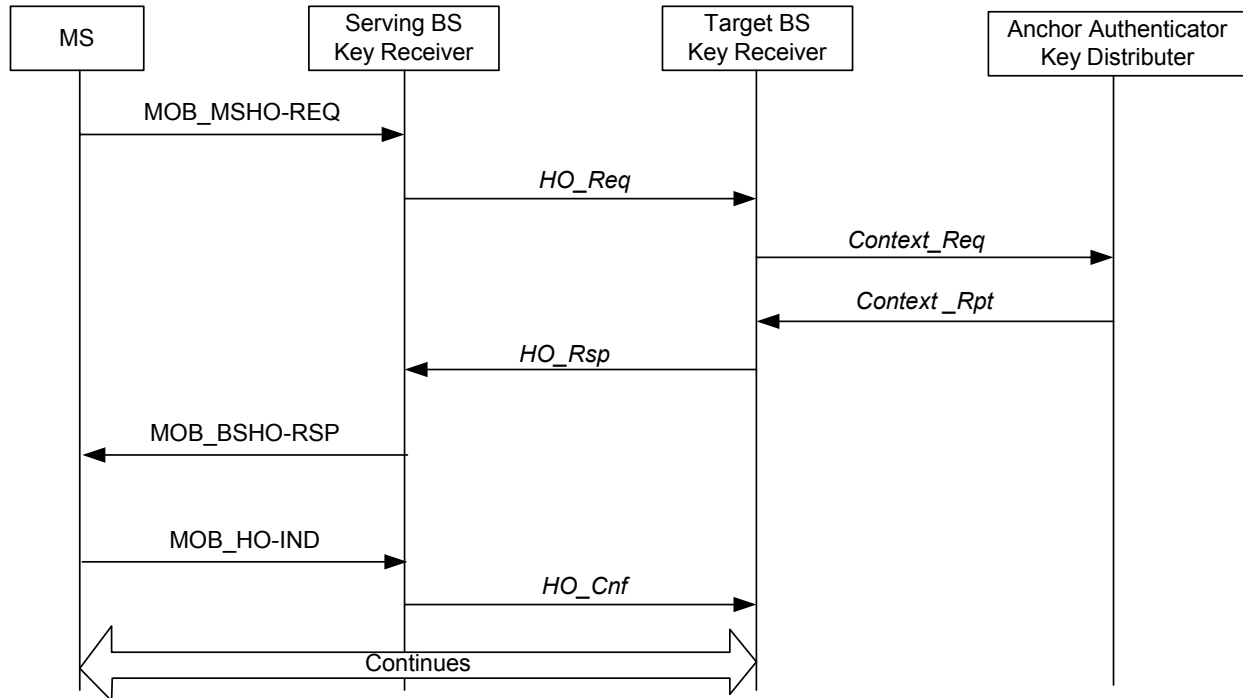 MS
Serving BS
Key Receiver
Target BS
Key Receiver
Anchor Authenticator
Key Distributer
MOB_MSHO-REQ
HO_Req
Context_Req
Context _Rpt
HO_Rsp
MOB_BSHO-RSP
MOB_HO-IND
HO_Cnf
Continues